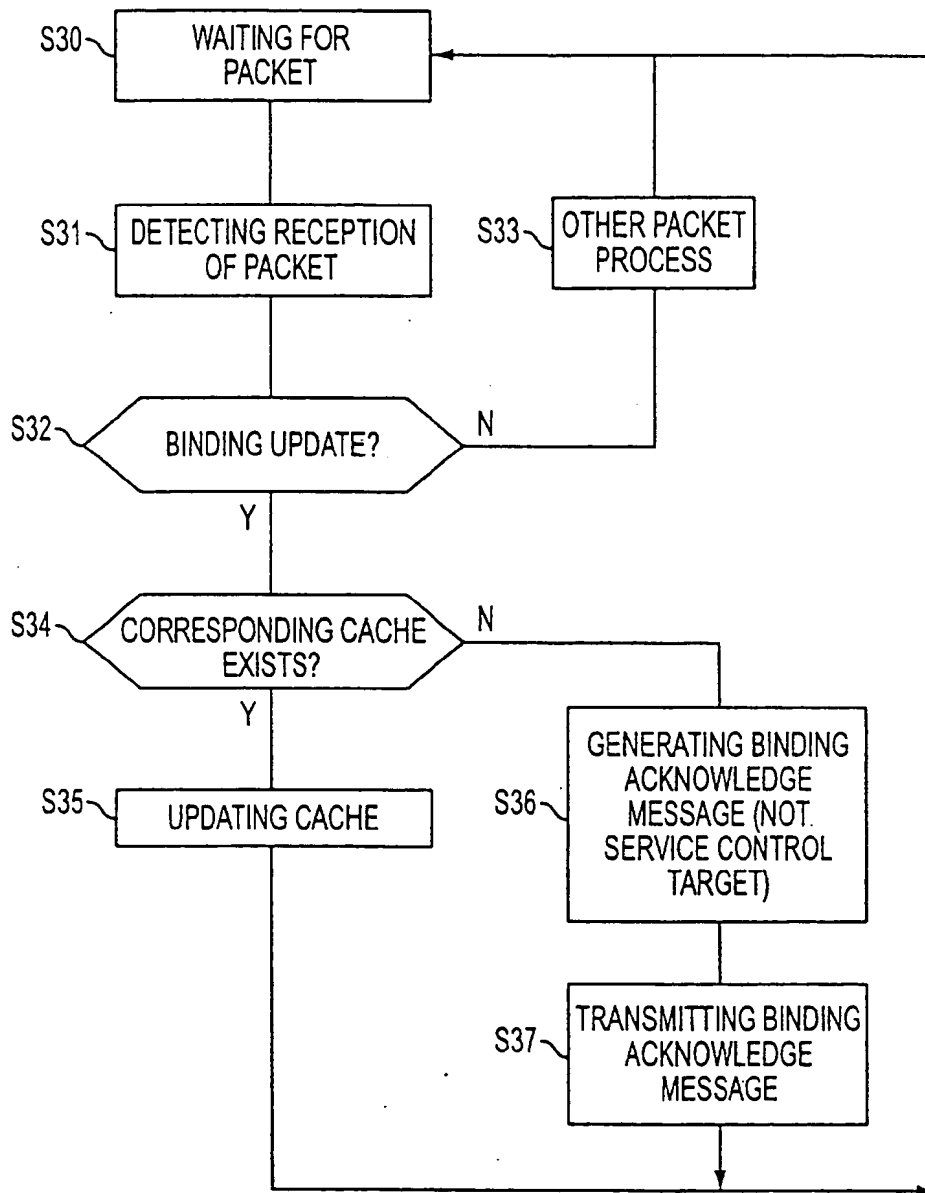 S30
WAITING FOR
PACKET
S31
DETECTING RECEPTION
OF PACKET
S33
OTHER PACKET
PROCESS
S32
BINDING UPDATE?
N
Y
S34
CORRESPONDING CACHE
EXISTS?
N
Y
S35
UPDATING CACHE
S36
GENERATING BINDING
ACKNOWLEDGE
MESSAGE (NOT
SERVICE CONTROL
TARGET)
S37
TRANSMITTING BINDING
ACKNOWLEDGE
MESSAGE